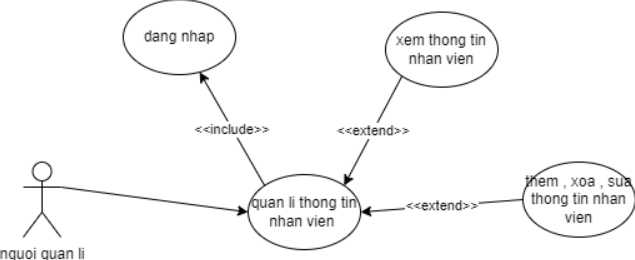 dang nhap
xem thong tin
nhan vien
<<include>>
<<extend>>
them , xoa , sua
thong tin nhan
vien
quan li thong tin
nhan vien
<<extend>>
nguoi quan li